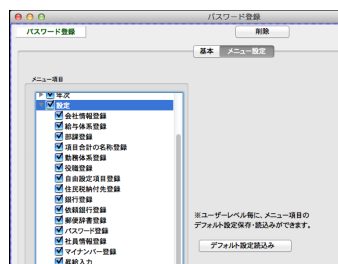 パスワード登録
パスワード登録
削除
基本 メニュー設定
メニュー項目
年次
設定
会社情報登録
給与体系登録
部課登録
項目合計の名称登録
勤務体系登録
役職登録
自由設定項目登録
住民税納付先登録
銀行登録
依頼銀行登録
郵便辞書登録
パスワード登録
社員情報登録
マイナンバー登録
昇給入力
※ユーザーレベル毎に、メニュー項目の
デフォルト設定保存・読込みができます。
デフォルト設定読込み